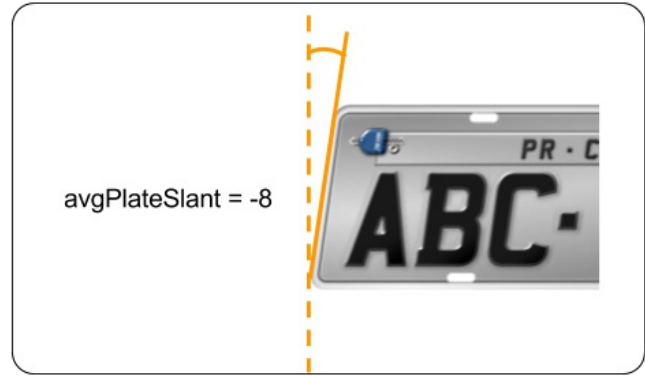 avgPlateSlant = -8
PR · C
ABC·